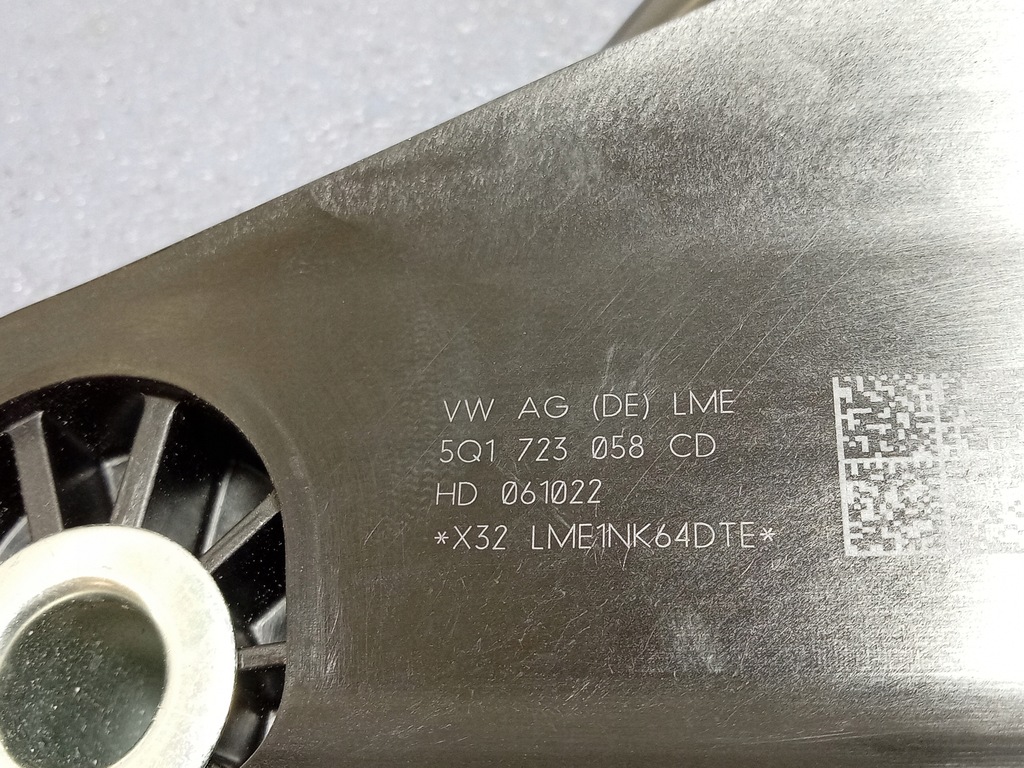 VW AG (DE) LME
5Q1 723 058 CD
HD 061022
*X32 LME1NK64DTE*